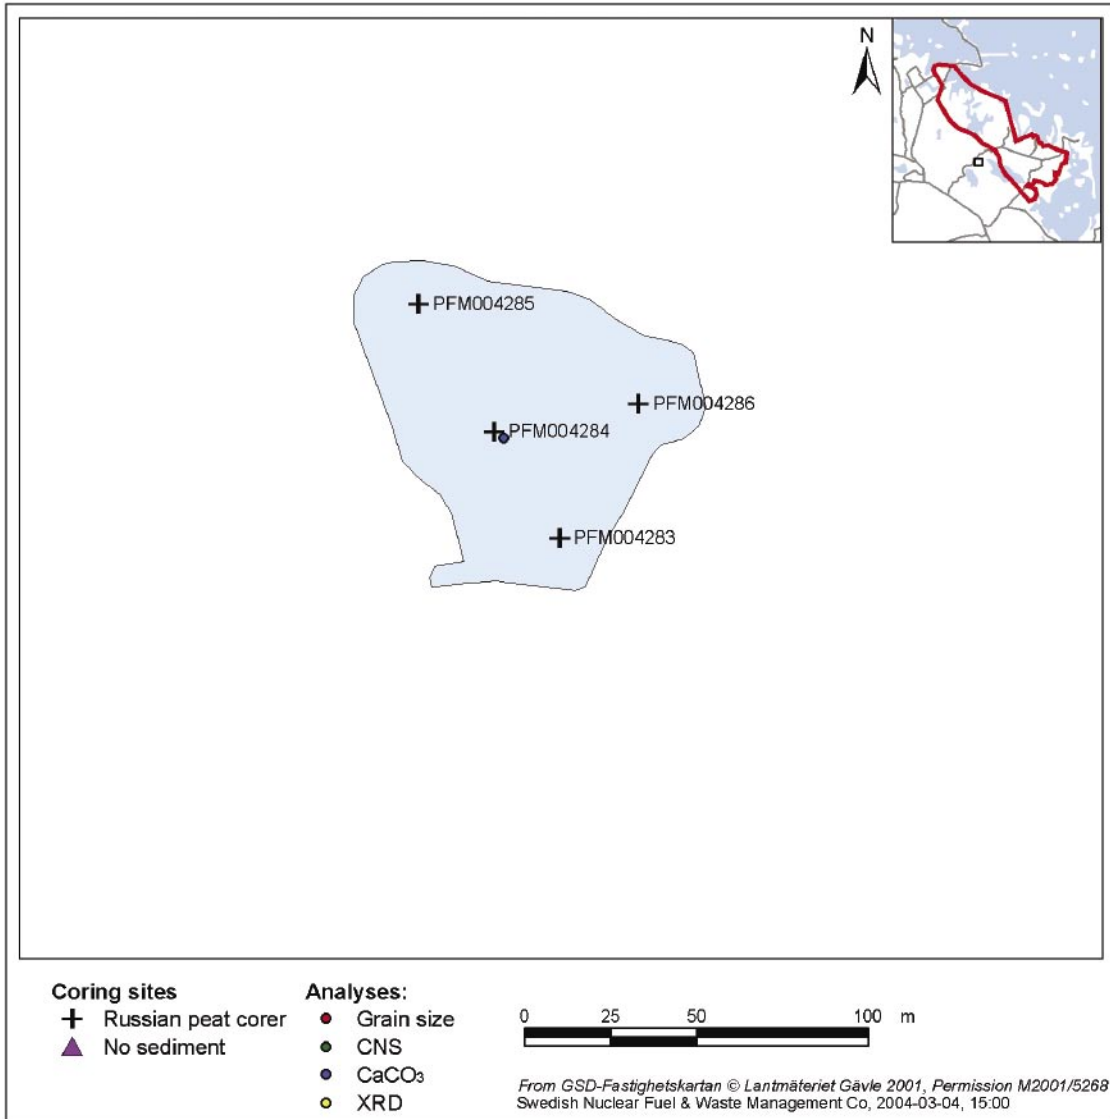 N
PFM004285
PFM004286
PFM004284
PFM004283
Coring sites
Russian peat corer
No sediment
Analyses:
Grain size
CNS
CaCO₃
XRD
0 25 50 100 m
From GSD-Fastighetskartan © Lantmäteriet Gävle 2001, Permission M2001/5268
Swedish Nuclear Fuel & Waste Management Co, 2004-03-04, 15:00